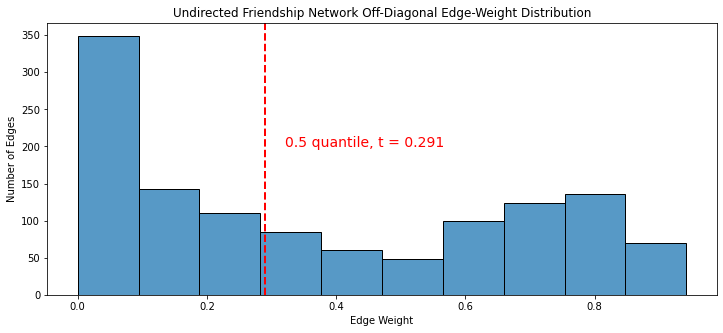 Undirected Friendship Network Off-Diagonal Edge-Weight Distribution
350
300
250
200
150
100
50
0
Number of Edges
0.5 quantile, t = 0.291
0.0 0.2 0.4 0.6 0.8
Edge Weight